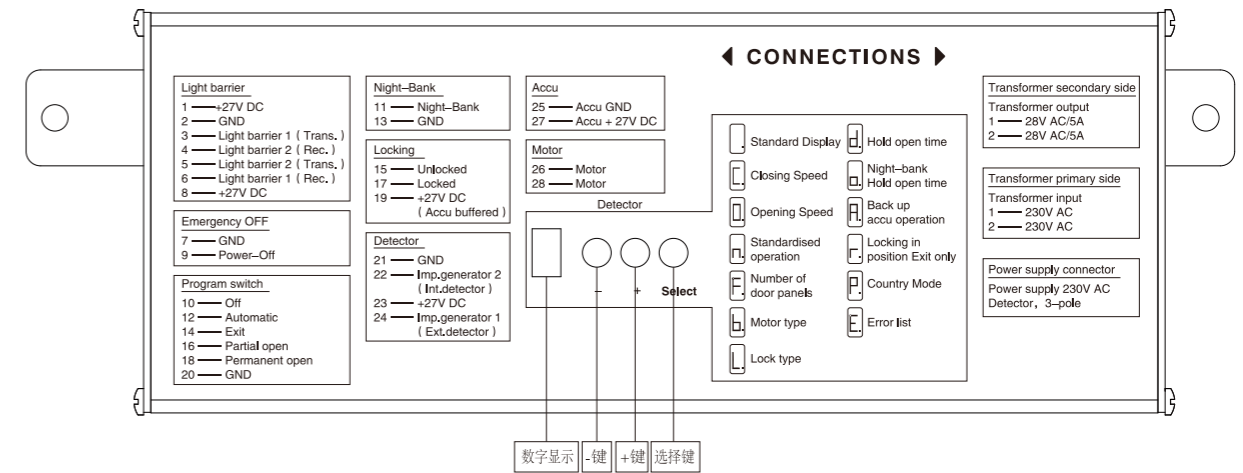 ◀ CONNECTIONS ▶
Light barrier
1 —— +27V DC
2 —— GND
3 —— Light barrier 1 ( Trans. )
4 —— Light barrier 2 ( Rec. )
5 —— Light barrier 2 ( Trans. )
6 —— Light barrier 1 ( Rec. )
8 —— +27V DC
Emergency OFF
7 —— GND
9 —— Power–Off
Program switch
10 —— Off
12 —— Automatic
14 —— Exit
16 —— Partial open
18 —— Permanent open
20 —— GND
Night–Bank
11 —— Night–Bank
13 —— GND
Locking
15 —— Unlocked
17 —— Locked
19 —— +27V DC
( Accu buffered )
Detector
21 —— GND
22 —— Imp.generator 2
( Int.detector )
23 —— +27V DC
24 —— Imp.generator 1
( Ext.detector )
Accu
25 —— Accu GND
27 —— Accu + 27V DC
Motor
26 —— Motor
28 —— Motor
Detector
– + Select
. Standard Display
C. Closing Speed
O. Opening Speed
n. Standardised
operation
F. Number of
door panels
b. Motor type
L. Lock type
d. Hold open time
o. Night–bank
Hold open time
A. Back up
accu operation
r. Locking in
position Exit only
P. Country Mode
E. Error list
Transformer secondary side
Transformer output
1 —— 28V AC/5A
2 —— 28V AC/5A
Transformer primary side
Transformer input
1 —— 230V AC
2 —— 230V AC
Power supply connector
Power supply 230V AC
Detector, 3–pole
数字显示
-键
+键
选择键